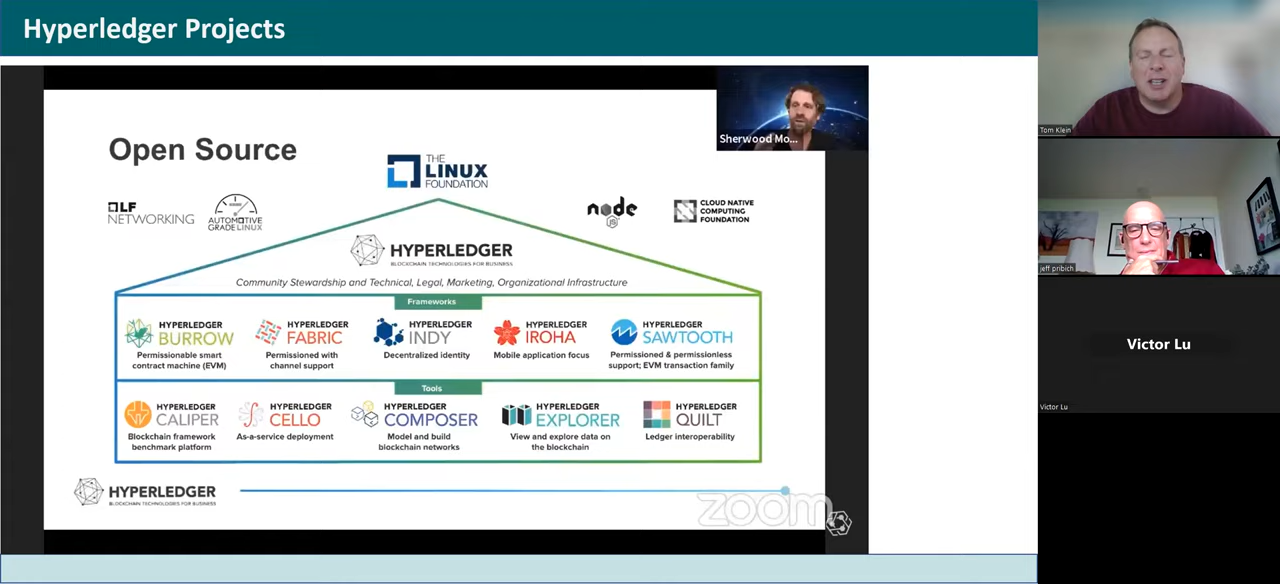 Hyperledger Projects
Sherwood Mo...
Open Source
THE
LINUX
FOUNDATION
LF
NETWORKING
AUTOMOTIVE
GRADE LINUX
node
JS
CLOUD NATIVE
COMPUTING
FOUNDATION
HYPERLEDGER
BLOCKCHAIN TECHNOLOGIES FOR BUSINESS
Community Stewardship and Technical, Legal, Marketing, Organizational Infrastructure
Frameworks
HYPERLEDGER
BURROW
Permissionable smart
contract machine (EVM)
HYPERLEDGER
FABRIC
Permissioned with
channel support
HYPERLEDGER
INDY
Decentralized identity
HYPERLEDGER
IROHA
Mobile application focus
HYPERLEDGER
SAWTOOTH
Permissioned & permissionless
support; EVM transaction family
Tools
HYPERLEDGER
CALIPER
Blockchain framework
benchmark platform
HYPERLEDGER
CELLO
As-a-service deployment
HYPERLEDGER
COMPOSER
Model and build
blockchain networks
HYPERLEDGER
EXPLORER
View and explore data on
the blockchain
HYPERLEDGER
QUILT
Ledger interoperability
HYPERLEDGER
BLOCKCHAIN TECHNOLOGIES FOR BUSINESS
zoom
Tom Klein
jeff pribich
Victor Lu
Victor Lu